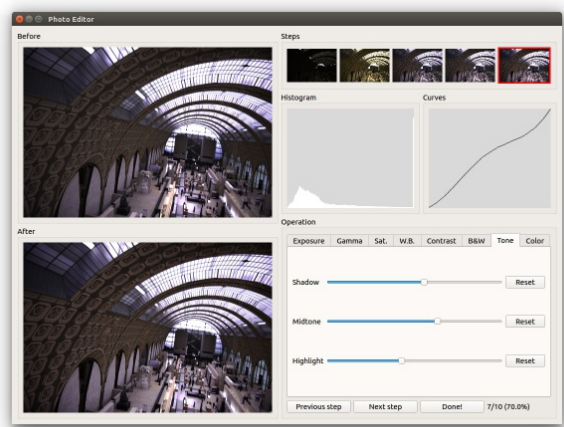 Photo Editor
Before
Steps
Histogram
Curves
After
Operation
Exposure Gamma Sat. W.B. Contrast B&W Tone Color
Shadow Reset
Midtone Reset
Highlight Reset
Previous step Next step Done! 7/10 (70.0%)